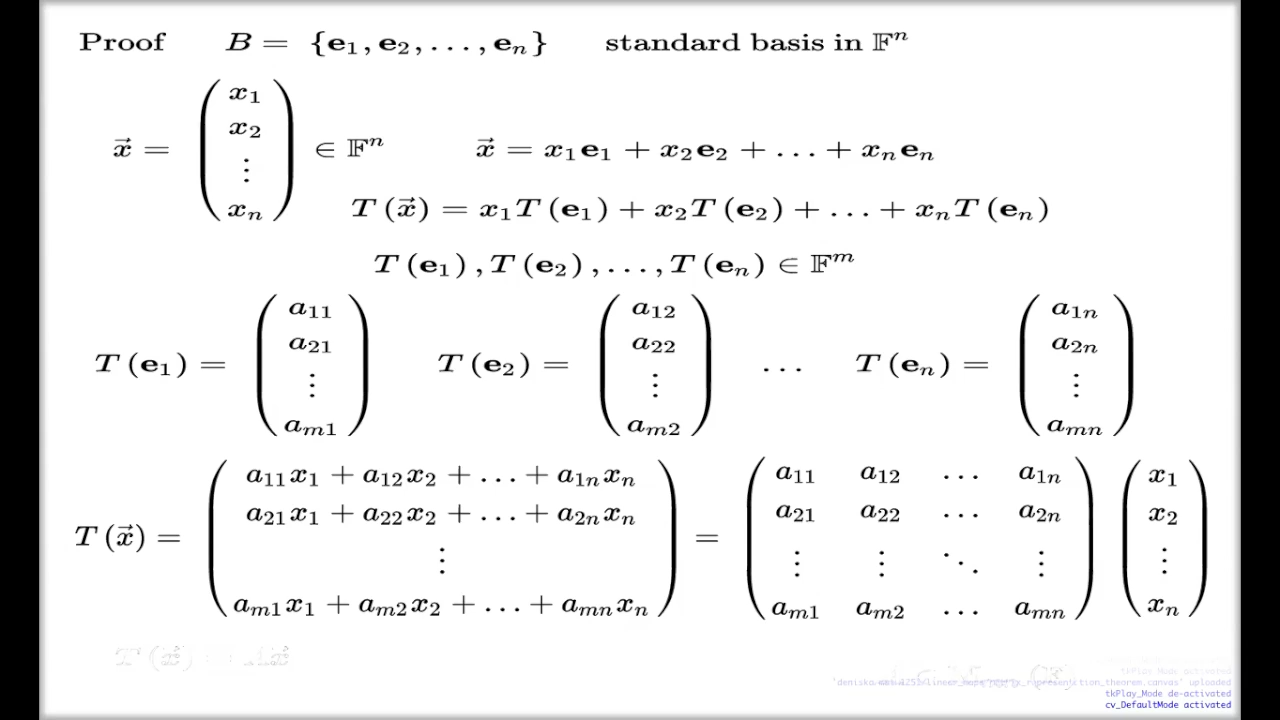 Proof B = {e₁, e₂, …, eₙ} standard basis in 𝔽ⁿ
x⃗ = (x₁ x₂ ⋮ xₙ) ∈ 𝔽ⁿ x⃗ = x₁e₁ + x₂e₂ + … + xₙeₙ
T(x⃗) = x₁T(e₁) + x₂T(e₂) + … + xₙT(eₙ)
T(e₁), T(e₂), …, T(eₙ) ∈ 𝔽ᵐ
T(e₁) = (a₁₁ a₂₁ ⋮ aₘ₁) T(e₂) = (a₁₂ a₂₂ ⋮ aₘ₂) … T(eₙ) = (a₁ₙ a₂ₙ ⋮ aₘₙ)
T(x⃗) = (a₁₁x₁ + a₁₂x₂ + … + a₁ₙxₙ
a₂₁x₁ + a₂₂x₂ + … + a₂ₙxₙ
⋮
aₘ₁x₁ + aₘ₂x₂ + … + aₘₙxₙ)
= (a₁₁ a₁₂ … a₁ₙ
a₂₁ a₂₂ … a₂ₙ
⋮ ⋮ ⋱ ⋮
aₘ₁ aₘ₂ … aₘₙ) (x₁ x₂ ⋮ xₙ)
tkPlay_Mode activated
uploaded
tkPlay_Mode de-activated
cv_DefaultMode activated